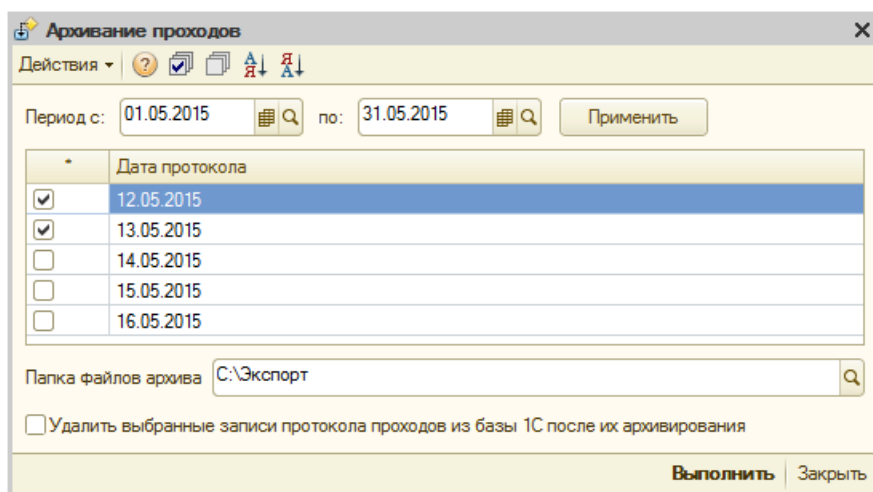 Архивание проходов
Действия
Период с: 01.05.2015 по: 31.05.2015 Применить
* Дата протокола
12.05.2015
13.05.2015
14.05.2015
15.05.2015
16.05.2015
Папка файлов архива С:\Экспорт
Удалить выбранные записи протокола проходов из базы 1С после их архивирования
Выполнить Закрыть